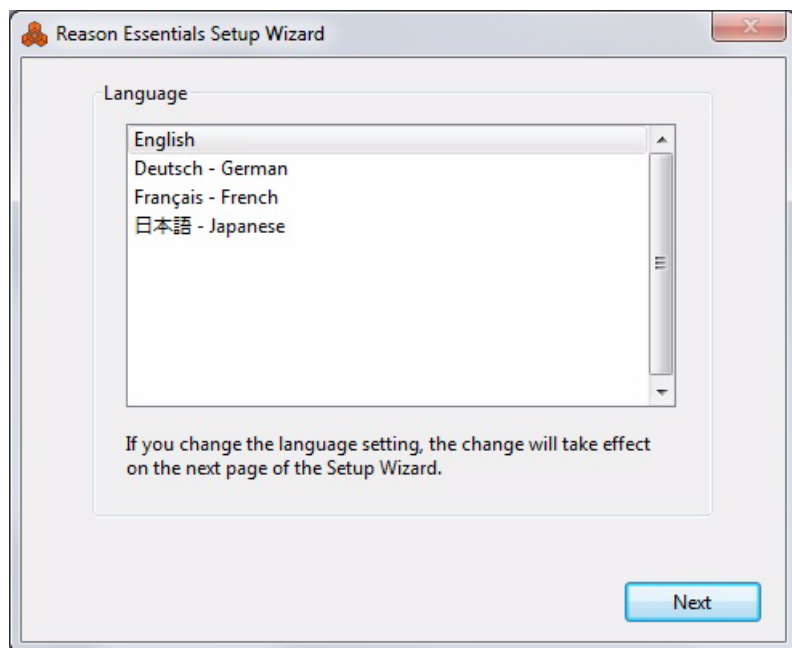 Reason Essentials Setup Wizard
Language
English
Deutsch - German
Français - French
日本語 - Japanese
If you change the language setting, the change will take effect
on the next page of the Setup Wizard.
Next